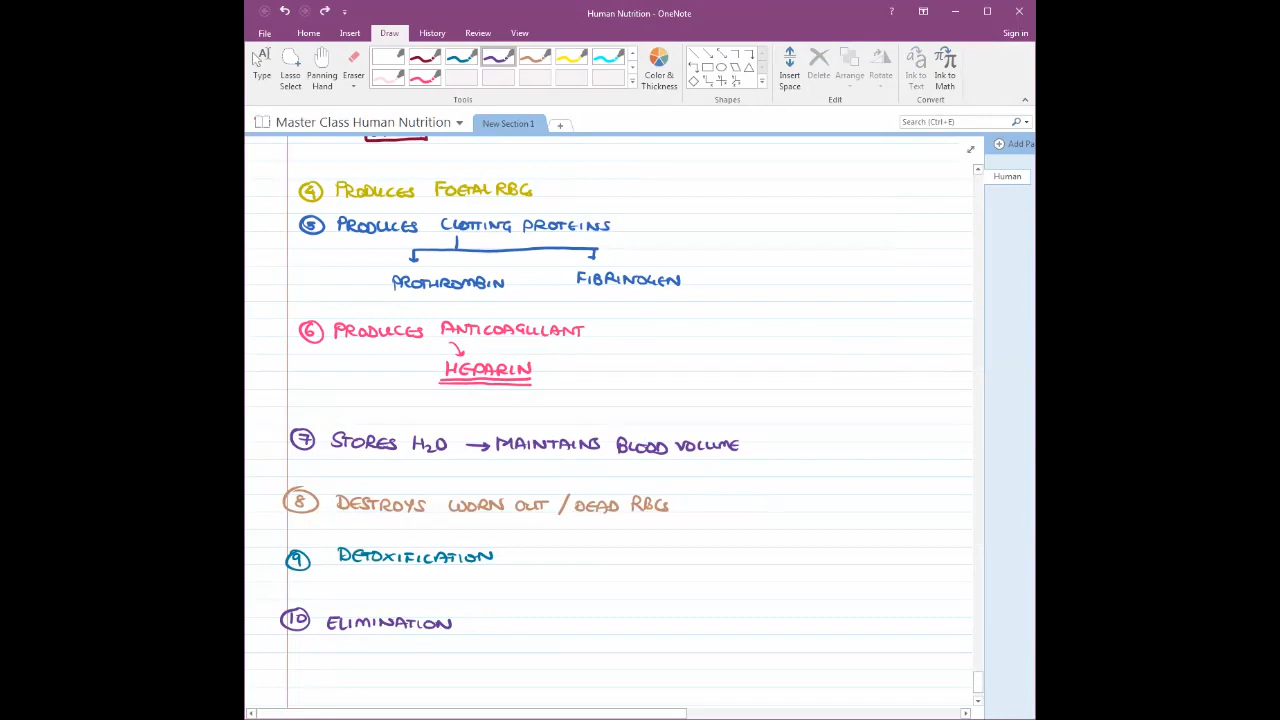 Human Nutrition - OneNote
File Home Insert Draw History Review View Sign in
Type Lasso Select Panning Hand Eraser Color & Thickness Insert Space Delete Arrange Rotate Ink to Text Ink to Math
Tools Shapes Edit Convert
Master Class Human Nutrition New Section 1 Search (Ctrl+E)
Add Pa
Human
4 PRODUCES FOETAL RBCs
5 PRODUCES CLOTTING PROTEINS
PROTHROMBIN FIBRINOGEN
6 PRODUCES ANTICOAGULANT
HEPARIN
7 STORES H₂O → MAINTAINS BLOOD VOLUME
8 DESTROYS WORN OUT / DEAD RBCs
9 DETOXIFICATION
10 ELIMINATION